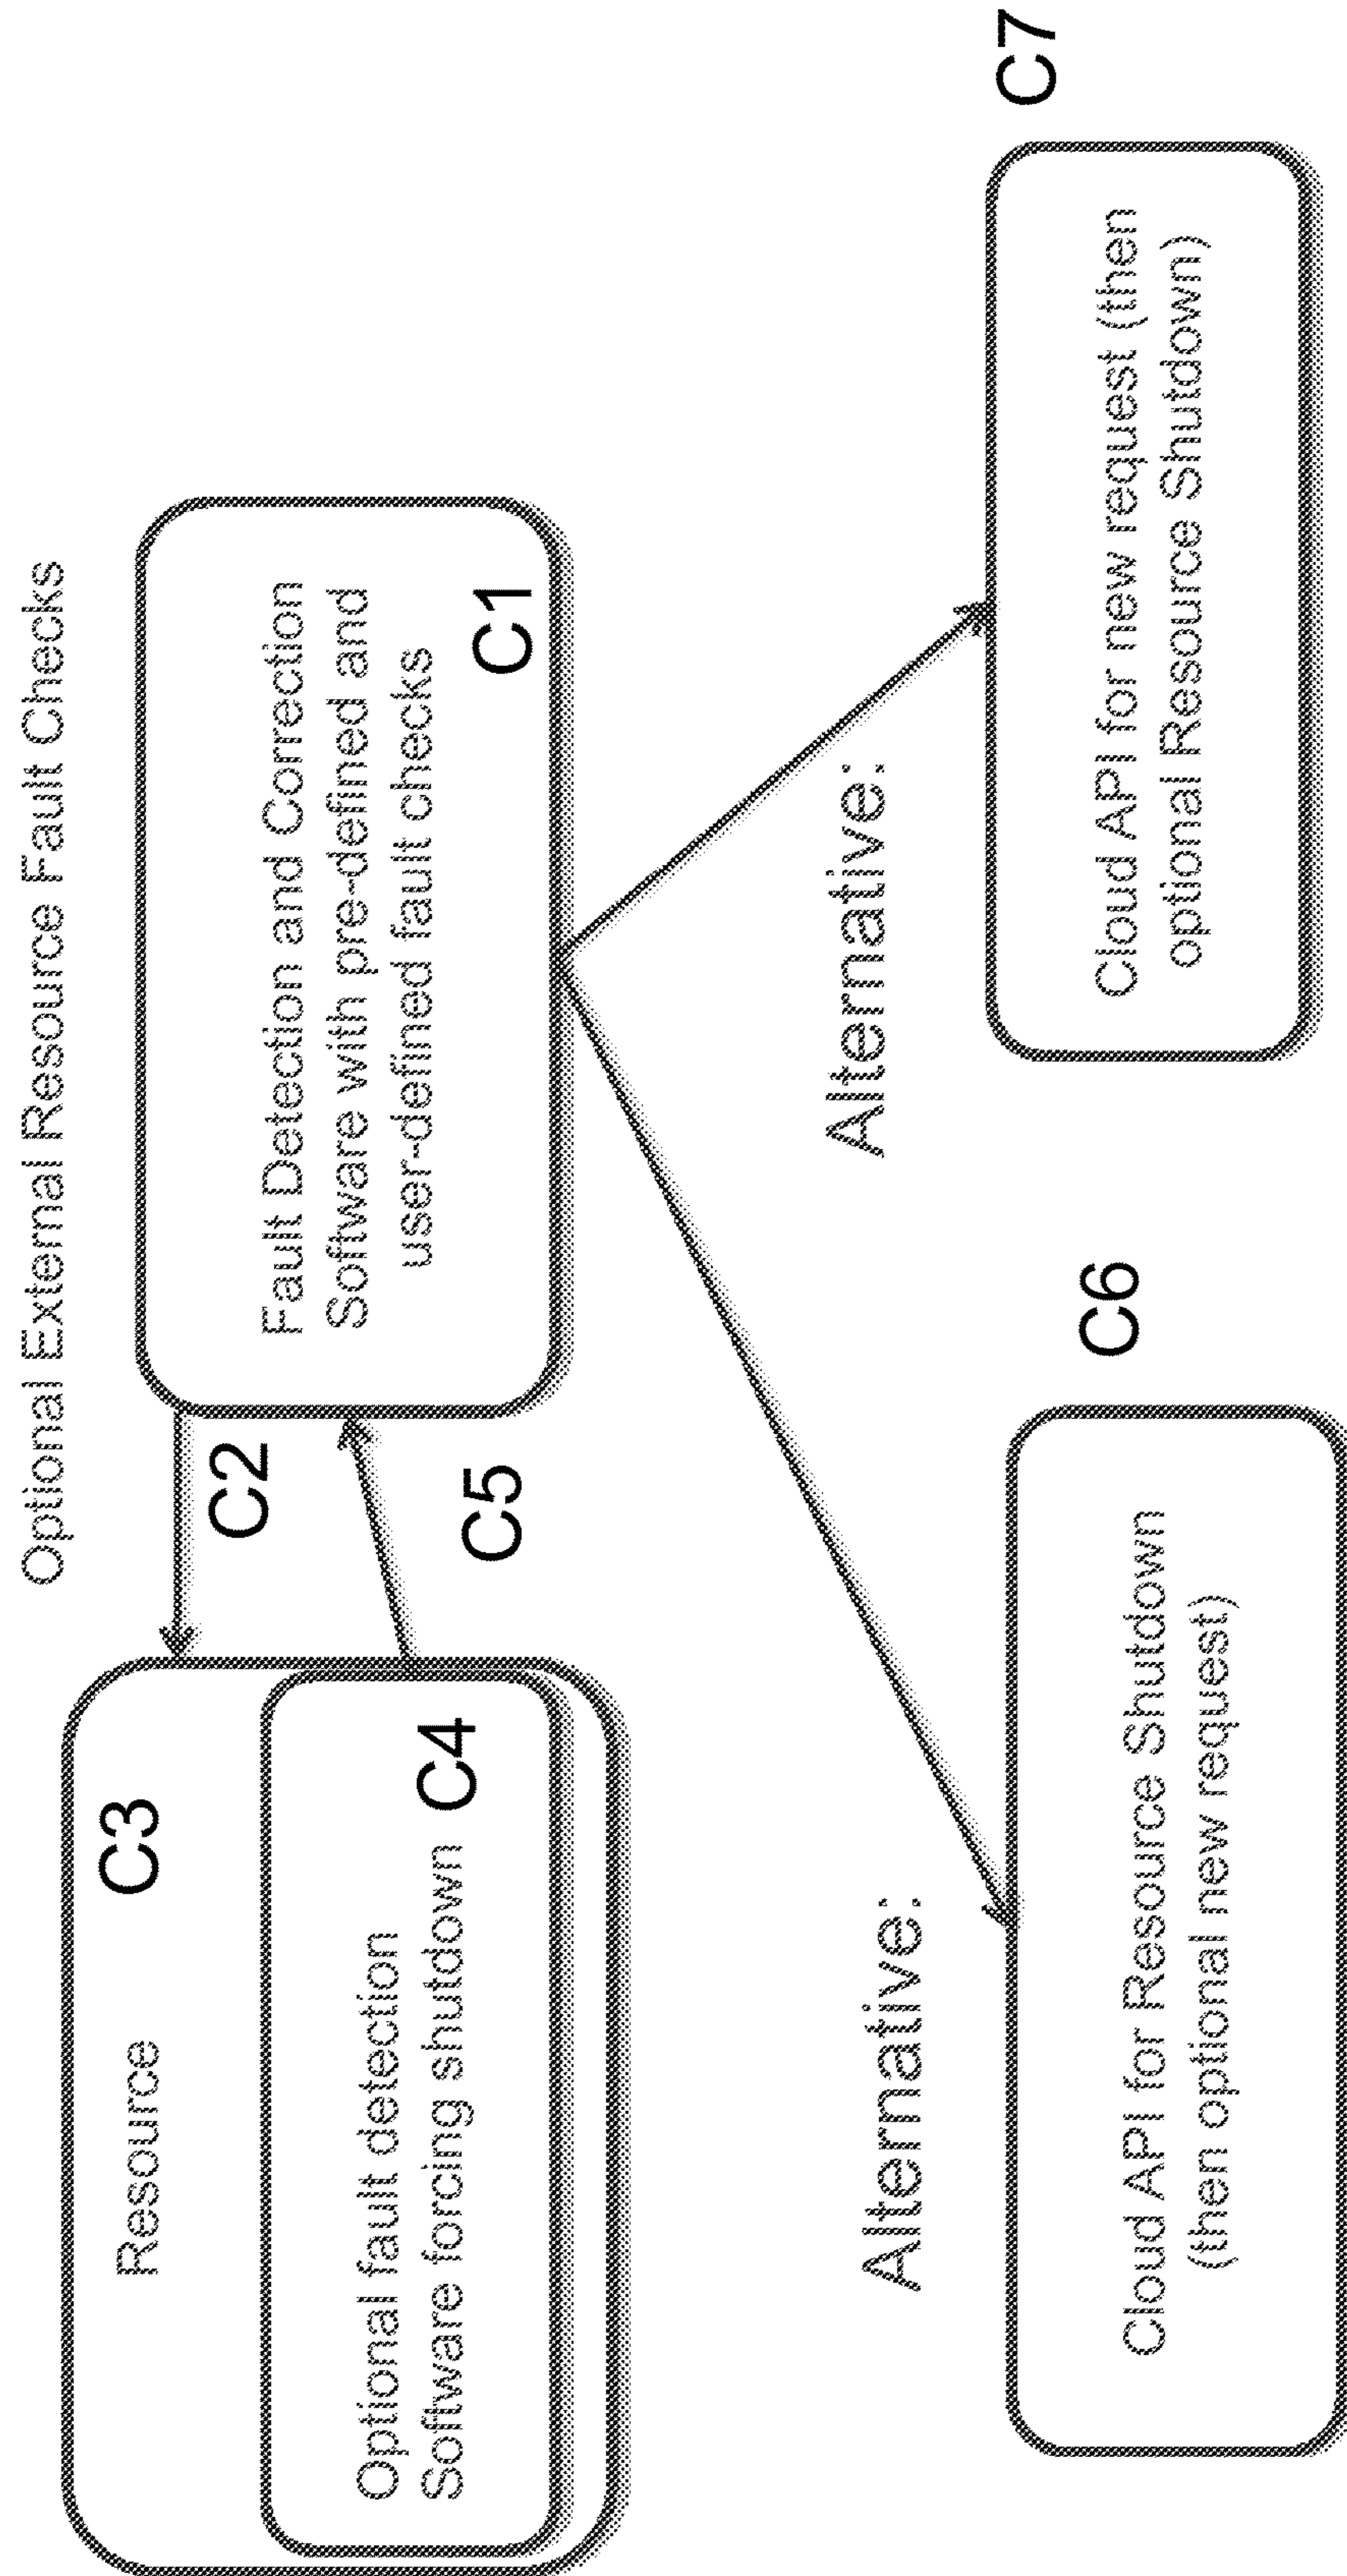 Optional External Resource Fault Checks
Resource
C3
Optional fault detection
Software forcing shutdown
C4
C2
C5
Fault Detection and Correction
Software with pre-defined and
user-defined fault checks
C1
Alternative:
Cloud API for Resource Shutdown
(then optional new request)
C6
Alternative:
Cloud API for new request (then
optional Resource Shutdown)
C7